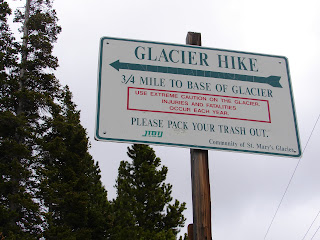 GLACIER HIKE
3/4 MILE TO BASE OF GLACIER
USE EXTREME CAUTION ON THE GLACIER.
INJURIES AND FATALITIES
OCCUR EACH YEAR.
PLEASE PACK YOUR TRASH OUT.
Community of St. Mary's Glacier